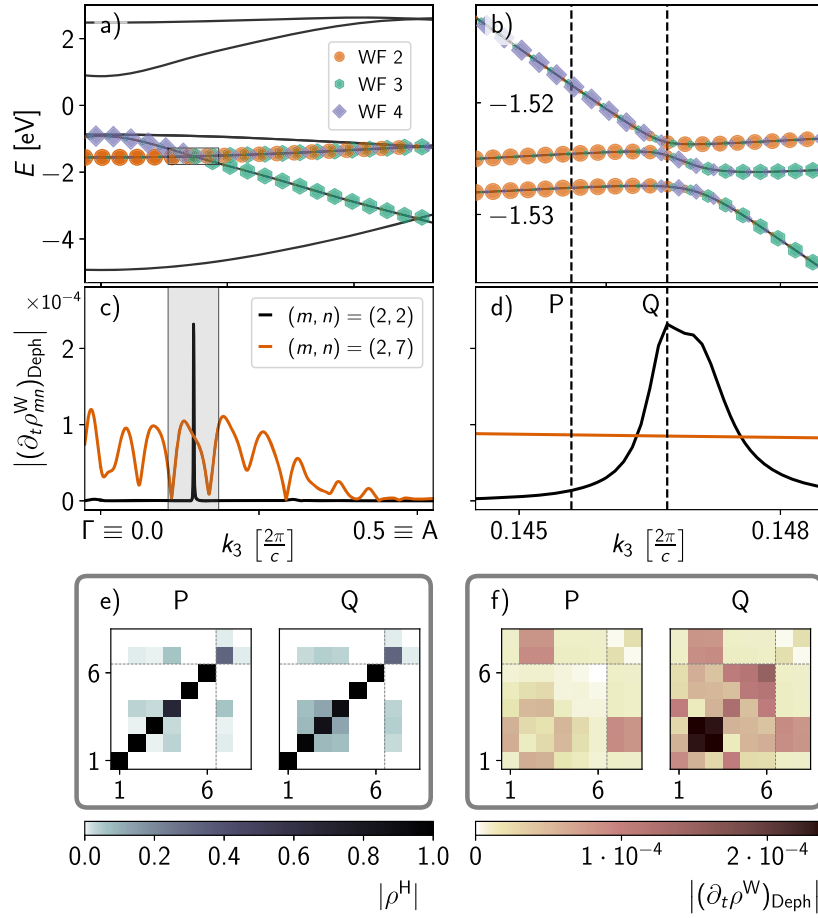 a)
2
0
−2
−4
E [eV]
WF 2
WF 3
WF 4
b)
−1.52
−1.53
×10⁻⁴
c)
2
1
0
|(∂ₜρᵂₘₙ)Deph|
(m, n) = (2, 2)
(m, n) = (2, 7)
Γ ≡ 0.0
0.5 ≡ A
k₃ [2π/c]
d)
P
Q
0.145
0.148
k₃ [2π/c]
e)
P
Q
6
1
1
6
1
6
0.0 0.2 0.4 0.6 0.8 1.0
|ρᴴ|
f)
P
Q
6
1
1
6
1
6
0
1 · 10⁻⁴
2 · 10⁻⁴
|(∂ₜρᵂ)Deph|